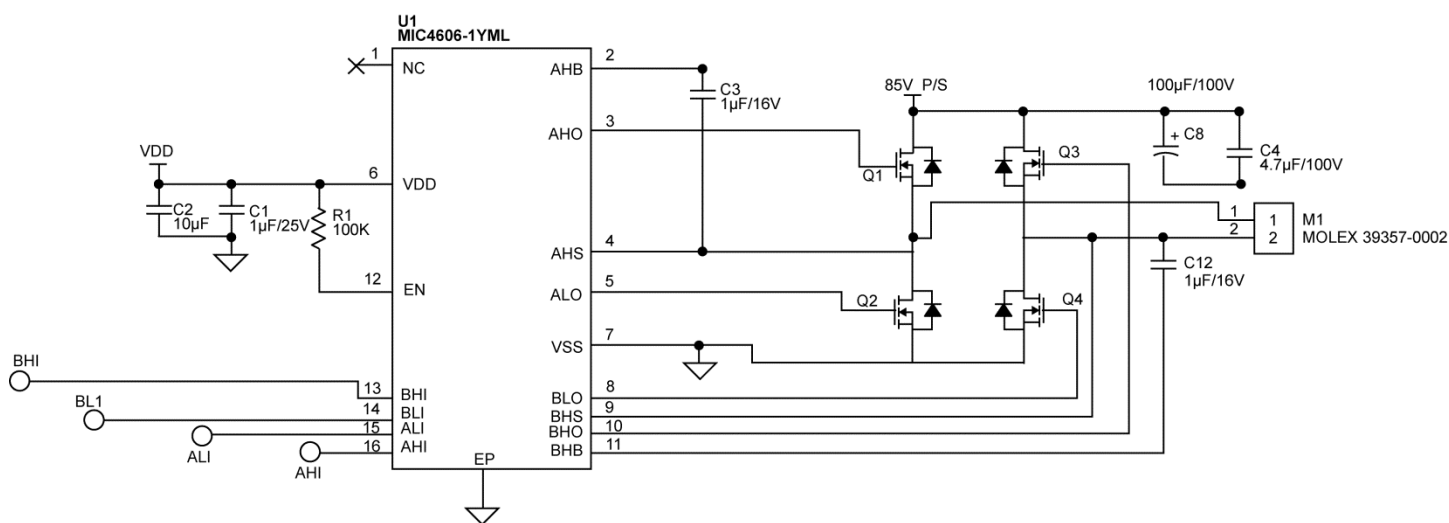 U1
MIC4606-1YML
1
NC
AHB
2
C3
1µF/16V
85V P/S
100µF/100V
AHO
3
+ C8
C4
4.7µF/100V
Q1
Q3
VDD
6
VDD
C2
10µF
C1
1µF/25V
R1
100K
1
2
1
2
M1
MOLEX 39357-0002
AHS
4
C12
1µF/16V
12
EN
ALO
5
Q2
Q4
VSS
7
BHI
13
BHI
BLO
8
BL1
14
BLI
BHS
9
15
ALI
BHO
10
ALI
16
AHI
BHB
11
AHI
EP